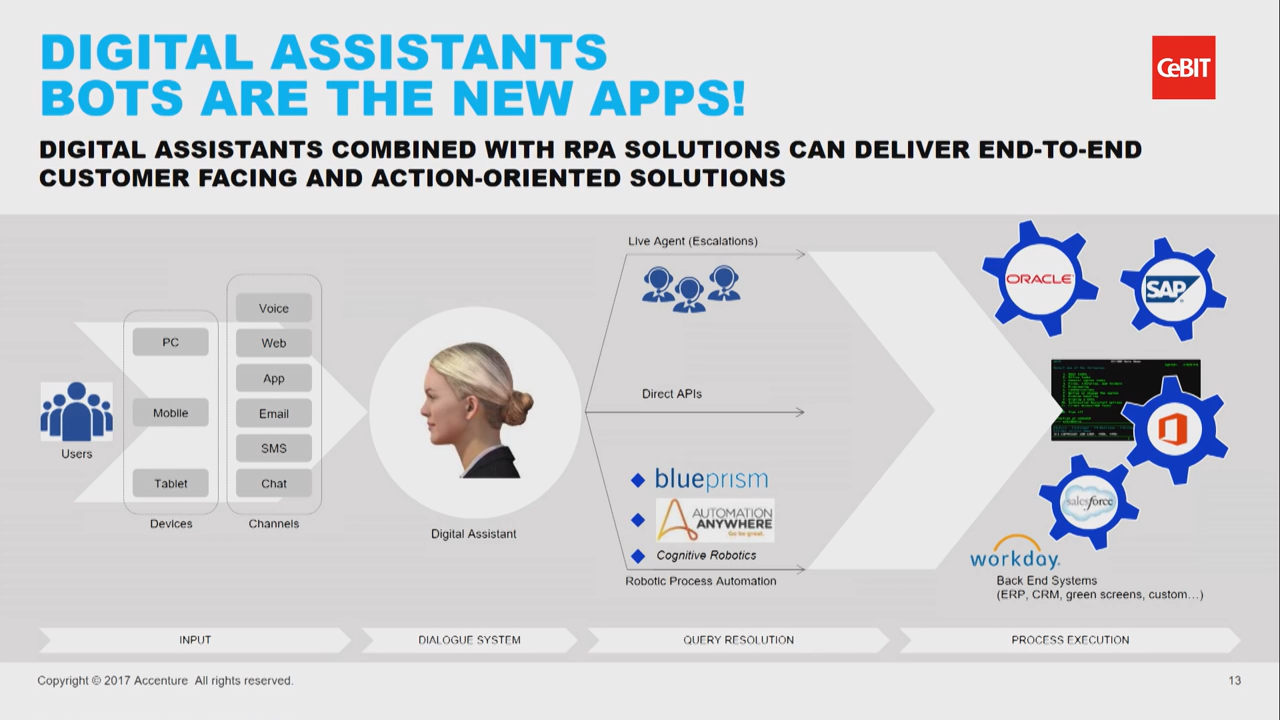 DIGITAL ASSISTANTS
BOTS ARE THE NEW APPS!
CeBIT
DIGITAL ASSISTANTS COMBINED WITH RPA SOLUTIONS CAN DELIVER END-TO-END
CUSTOMER FACING AND ACTION-ORIENTED SOLUTIONS
Users
PC
Mobile
Tablet
Devices
Voice
Web
App
Email
SMS
Chat
Channels
Digital Assistant
Live Agent (Escalations)
Direct APIs
blueprism
AUTOMATION
ANYWHERE
Go be great.
Cognitive Robotics
Robotic Process Automation
ORACLE
SAP
salesforce
workday.
Back End Systems
(ERP, CRM, green screens, custom…)
INPUT
DIALOGUE SYSTEM
QUERY RESOLUTION
PROCESS EXECUTION
Copyright © 2017 Accenture All rights reserved.
13